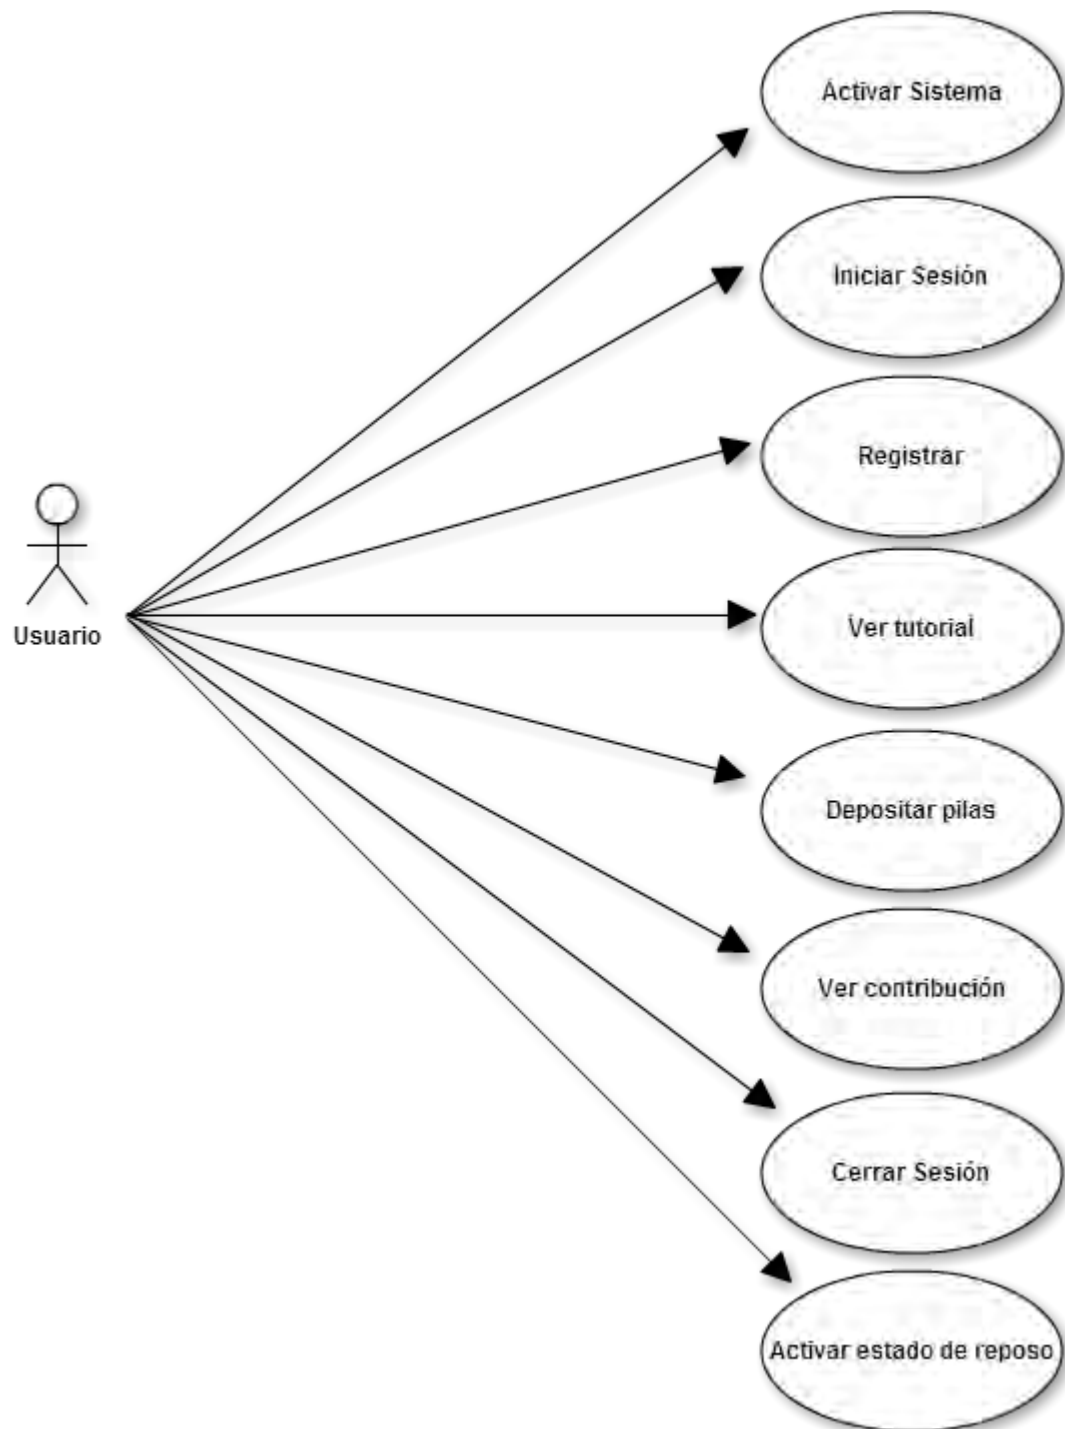 Activar Sistema
Iniciar Sesión
Registrar
Usuario
Ver tutorial
Depositar pilas
Ver contribución
Cerrar Sesión
Activar estado de reposo